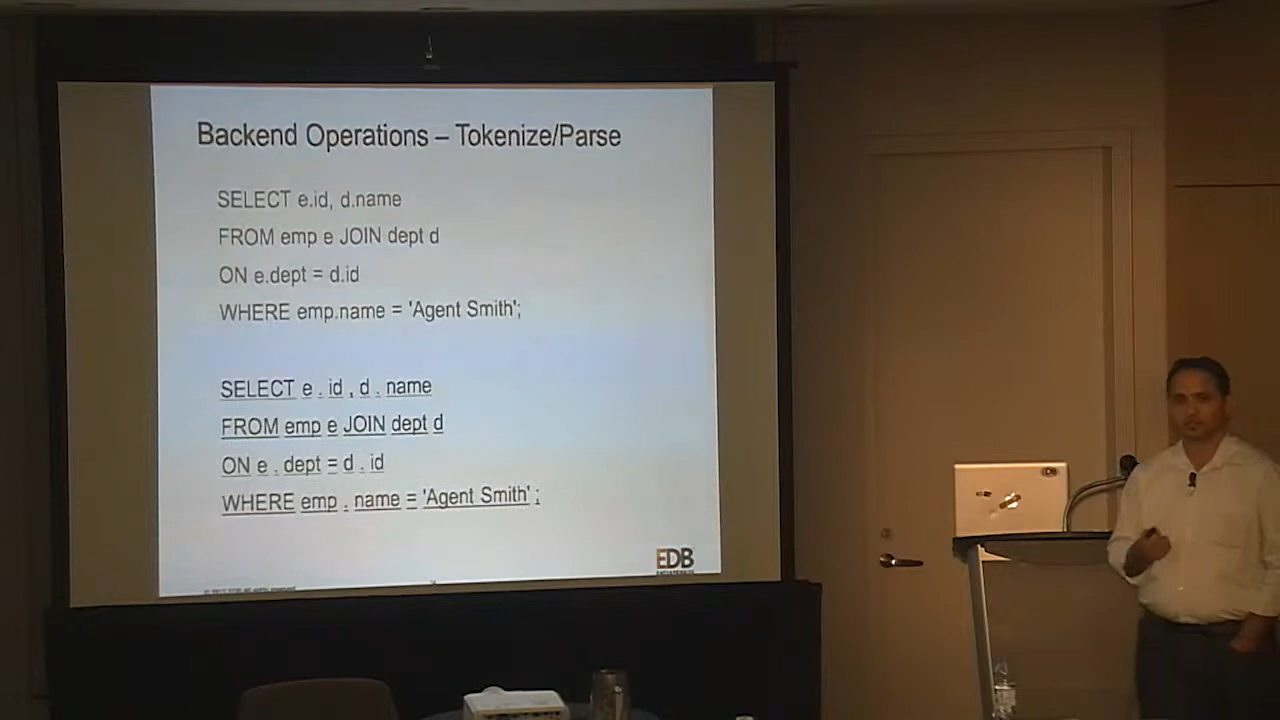 Backend Operations – Tokenize/Parse
SELECT e.id, d.name
FROM emp e JOIN dept d
ON e.dept = d.id
WHERE emp.name = 'Agent Smith';
SELECT e . id , d . name
FROM emp e JOIN dept d
ON e . dept = d . id
WHERE emp . name = 'Agent Smith' ;
EDB